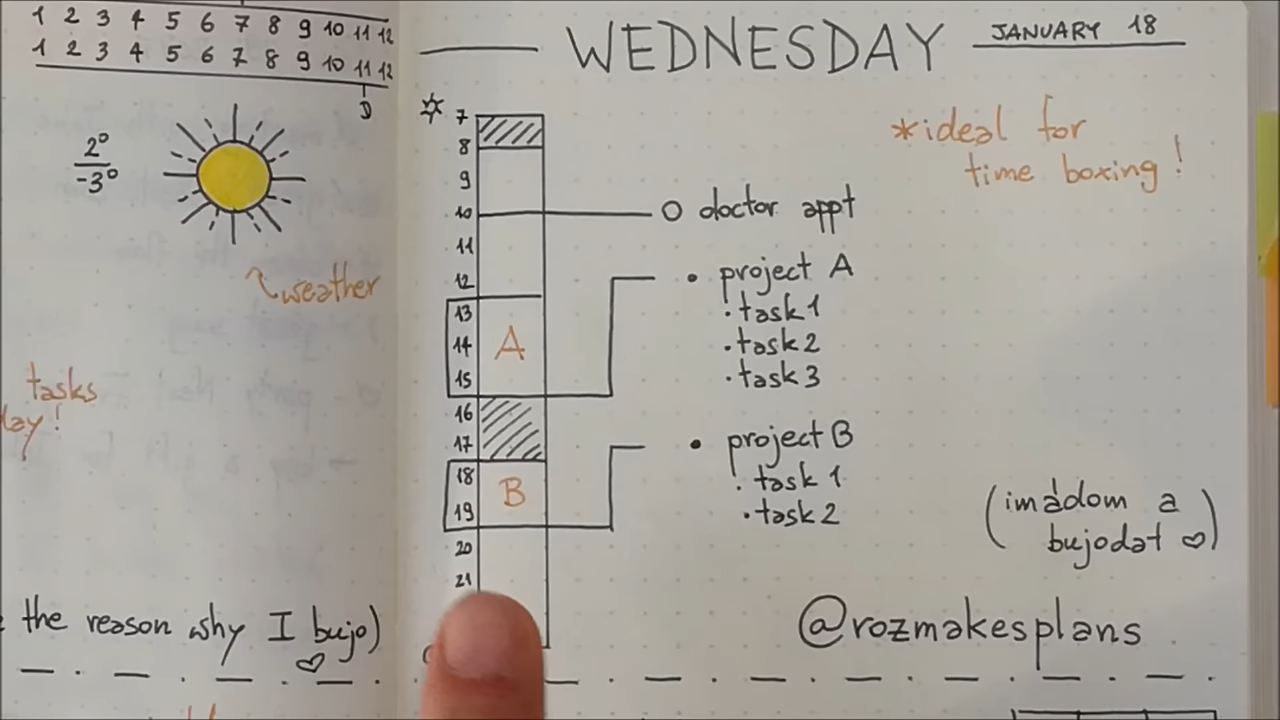 1 2 3 4 5 6 7 8 9 10 11 12
1 2 3 4 5 6 7 8 9 10 11 12
D
2°
-3°
weather
tasks
day!
the reason why I bujo)
WEDNESDAY
JANUARY 18
*ideal for
time boxing!
7
8
9
10
11
12
13
14
15
16
17
18
19
20
21
A
B
doctor appt
• project A
· task 1
· task 2
· task 3
• project B
· task 1
· task 2
(imádom a
bujodat ♡)
@rozmakesplans